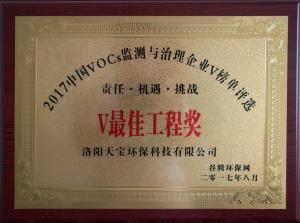 2017中国VOCs监测与治理企业V榜单评选
责任·机遇·挑战
V最佳工程奖
洛阳天宝环保科技有限公司
谷腾环保网
二零一七年八月